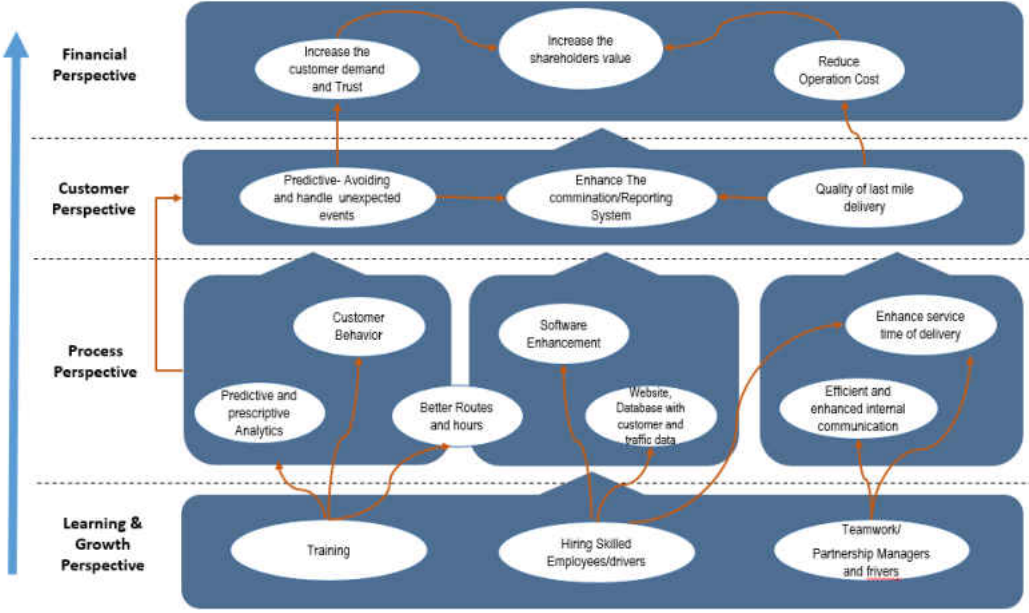 Financial
Perspective
Increase the
customer demand
and Trust
Increase the
shareholders value
Reduce
Operation Cost
Customer
Perspective
Predictive- Avoiding
and handle unexpected
events
Enhance The
commination/Reporting
System
Quality of last mile
delivery
Process
Perspective
Customer
Behavior
Predictive and
prescriptive
Analytics
Better Routes
and hours
Software
Enhancement
Website,
Database with
customer and
traffic data
Enhance service
time of delivery
Efficient and
enhanced internal
communication
Learning &
Growth
Perspective
Training
Hiring Skilled
Employees/drivers
Teamwork/
Partnership Managers
and frivers